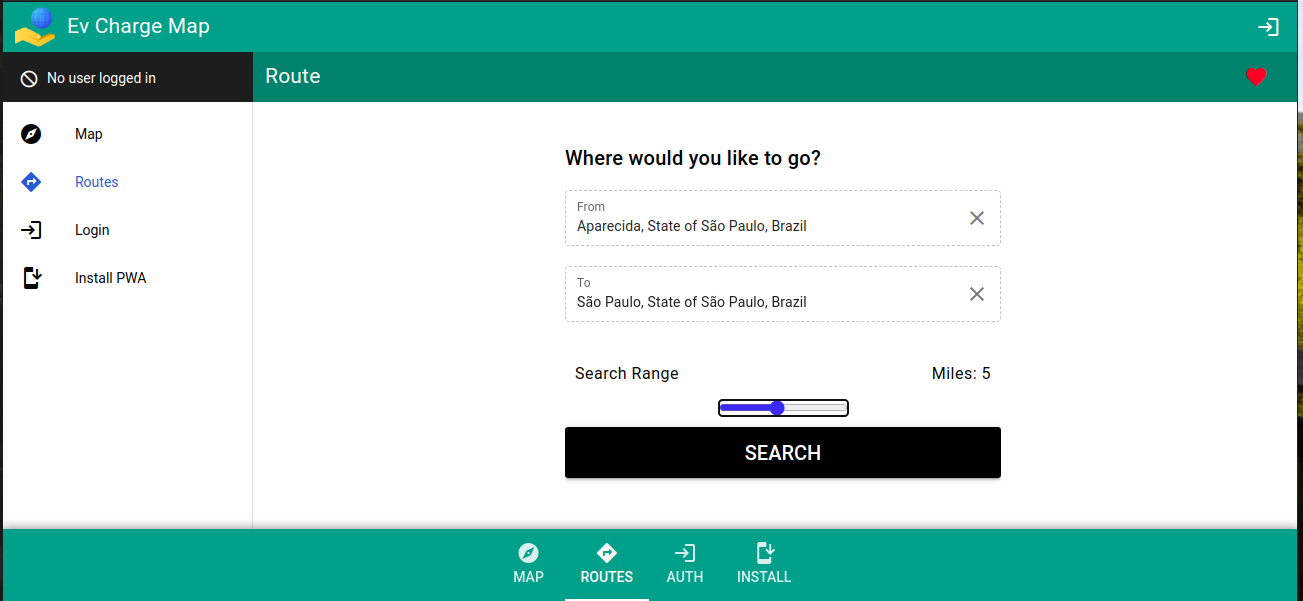 Ev Charge Map
No user logged in
Route
Map
Routes
Login
Install PWA
Where would you like to go?
From
Aparecida, State of São Paulo, Brazil
To
São Paulo, State of São Paulo, Brazil
Search Range Miles: 5
SEARCH
MAP ROUTES AUTH INSTALL